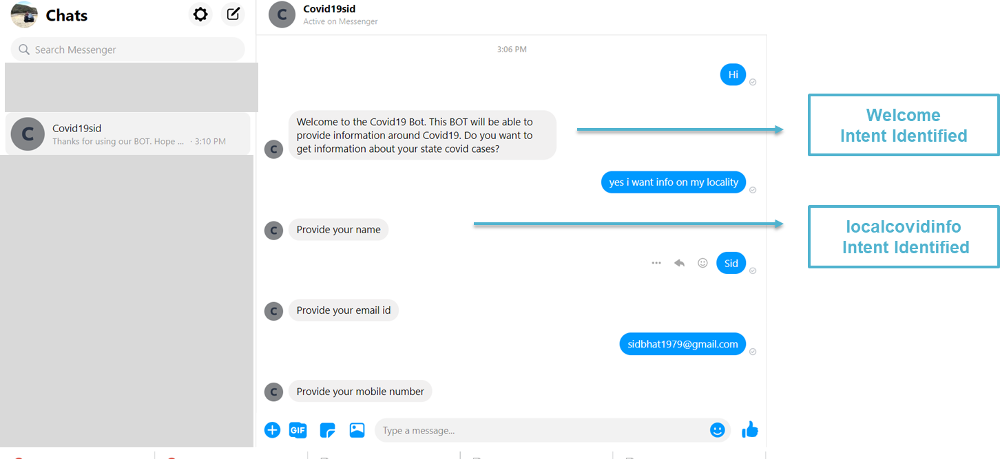 Chats
Search Messenger
Covid19sid
Thanks for using our BOT. Hope ... · 3:10 PM
C
C
Covid19sid
Active on Messenger
3:06 PM
Hi
Welcome to the Covid19 Bot. This BOT will be able to
provide information around Covid19. Do you want to
get information about your state covid cases?
C
Welcome
Intent Identified
yes i want info on my locality
C
Provide your name
localcovidinfo
Intent Identified
Sid
C
Provide your email id
sidbhat1979@gmail.com
C
Provide your mobile number
GIF
Type a message...